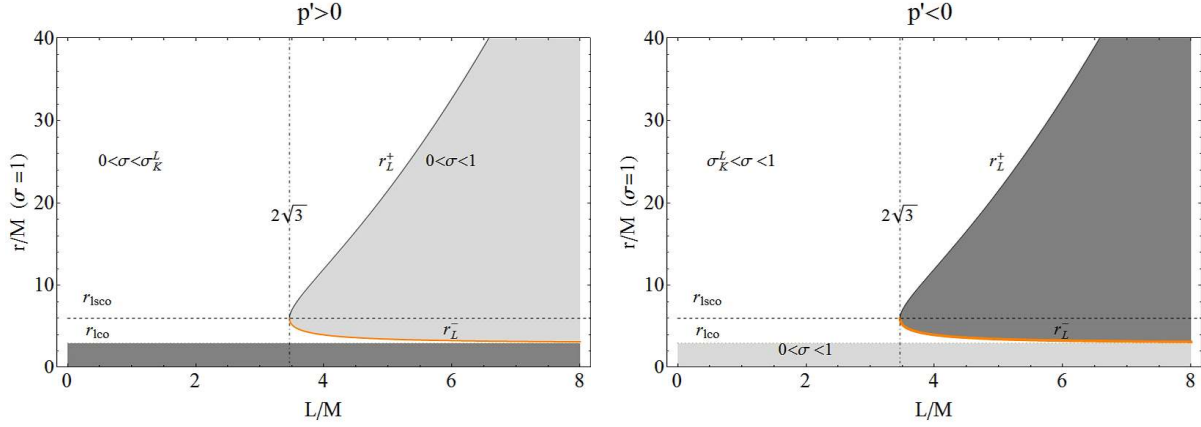 p'>0
40
30
20
10
0
r/M (σ=1)
0<σ<σ_K^L
r_L^+
0<σ<1
2√3
r_lsco
r_lco
r_L^-
0
2
4
6
8
L/M
p'<0
40
30
20
10
0
r/M (σ=1)
σ_K^L<σ<1
r_L^+
2√3
r_lsco
r_lco
r_L^-
0<σ<1
0
2
4
6
8
L/M